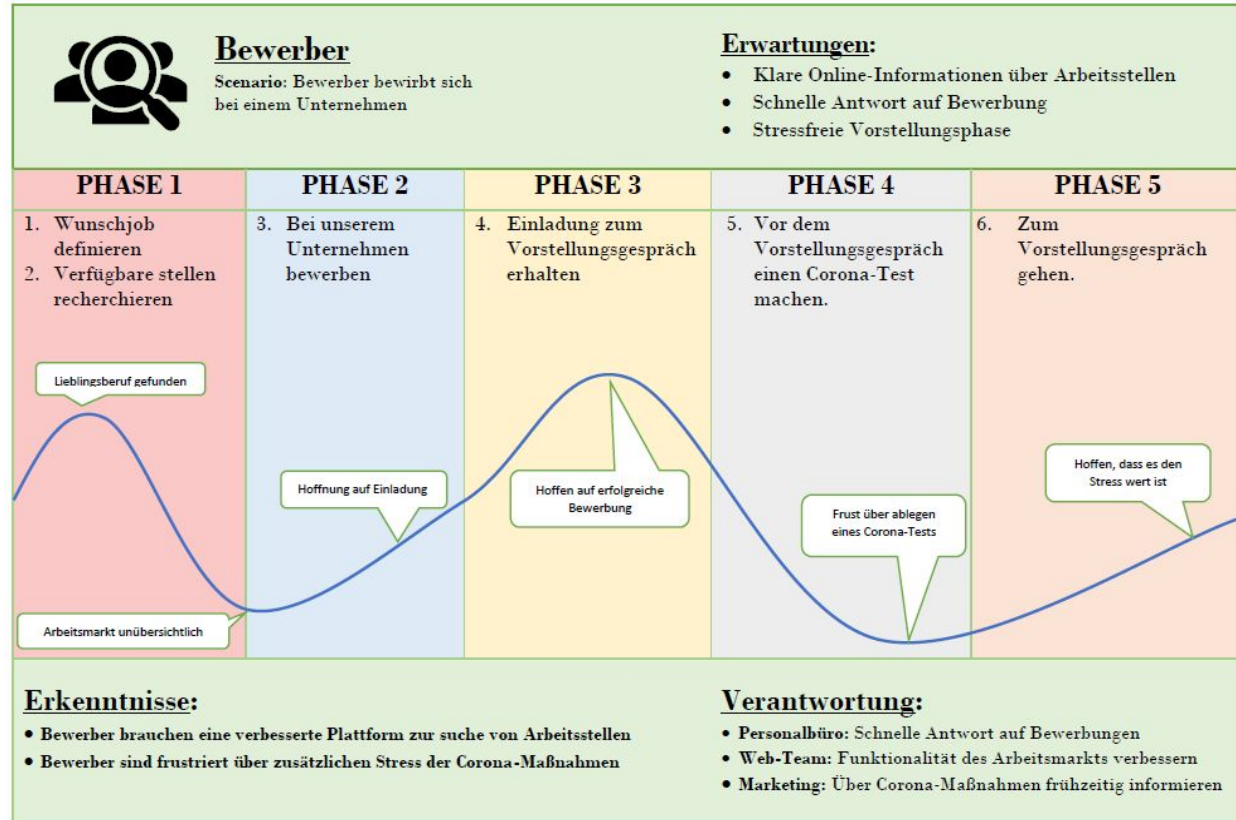 Bewerber
Scenario: Bewerber bewirbt sich
bei einem Unternehmen
Erwartungen:
• Klare Online-Informationen über Arbeitsstellen
• Schnelle Antwort auf Bewerbung
• Stressfreie Vorstellungsphase
PHASE 1
1. Wunschjob
definieren
2. Verfügbare stellen
recherchieren
PHASE 2
3. Bei unserem
Unternehmen
bewerben
PHASE 3
4. Einladung zum
Vorstellungsgespräch
erhalten
PHASE 4
5. Vor dem
Vorstellungsgespräch
einen Corona-Test
machen.
PHASE 5
6. Zum
Vorstellungsgespräch
gehen.
Lieblingsberuf gefunden
Arbeitsmarkt unübersichtlich
Hoffnung auf Einladung
Hoffen auf erfolgreiche
Bewerbung
Frust über ablegen
eines Corona-Tests
Hoffen, dass es den
Stress wert ist
Erkenntnisse:
• Bewerber brauchen eine verbesserte Plattform zur suche von Arbeitsstellen
• Bewerber sind frustriert über zusätzlichen Stress der Corona-Maßnahmen
Verantwortung:
• Personalbüro: Schnelle Antwort auf Bewerbungen
• Web-Team: Funktionalität des Arbeitsmarkts verbessern
• Marketing: Über Corona-Maßnahmen frühzeitig informieren